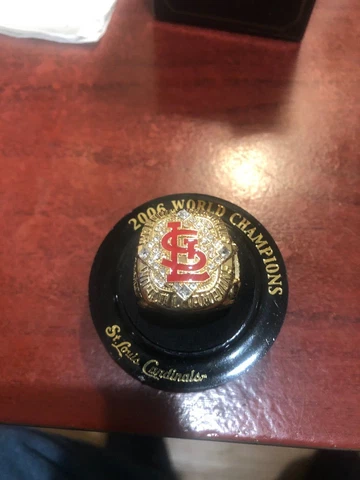 2006 WORLD CHAMPIONS
STL
St. Louis Cardinals